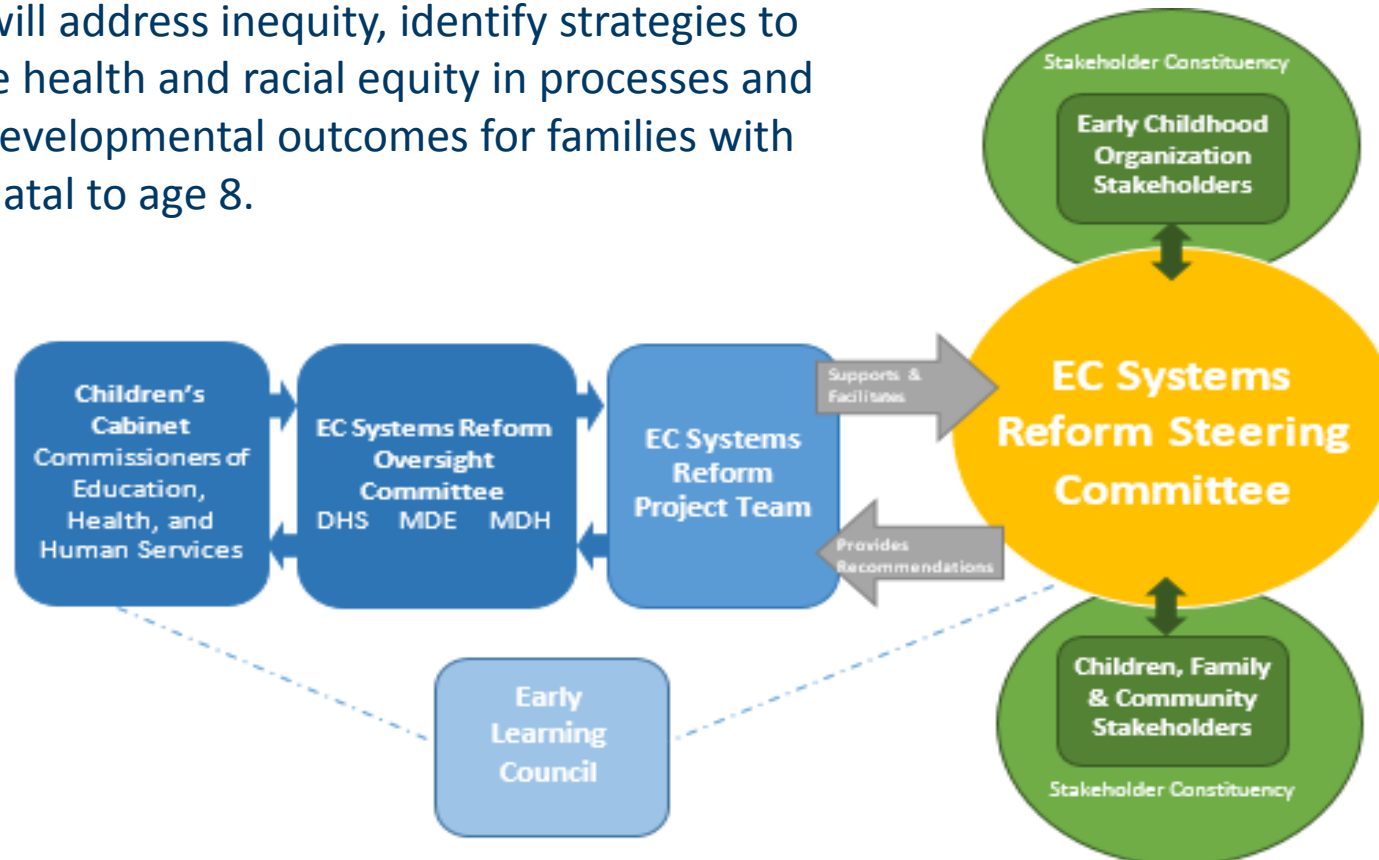 will address inequity, identify strategies to
e health and racial equity in processes and
developmental outcomes for families with
atal to age 8.
Stakeholder Constituency
Early Childhood
Organization
Stakeholders
Children's
Cabinet
Commissioners of
Education,
Health, and
Human Services
EC Systems Reform
Oversight
Committee
DHS MDE MDH
EC Systems
Reform
Project Team
Supports &
Facilitates
Provides
Recommendations
EC Systems
Reform Steering
Committee
Early
Learning
Council
Children, Family
& Community
Stakeholders
Stakeholder Constituency